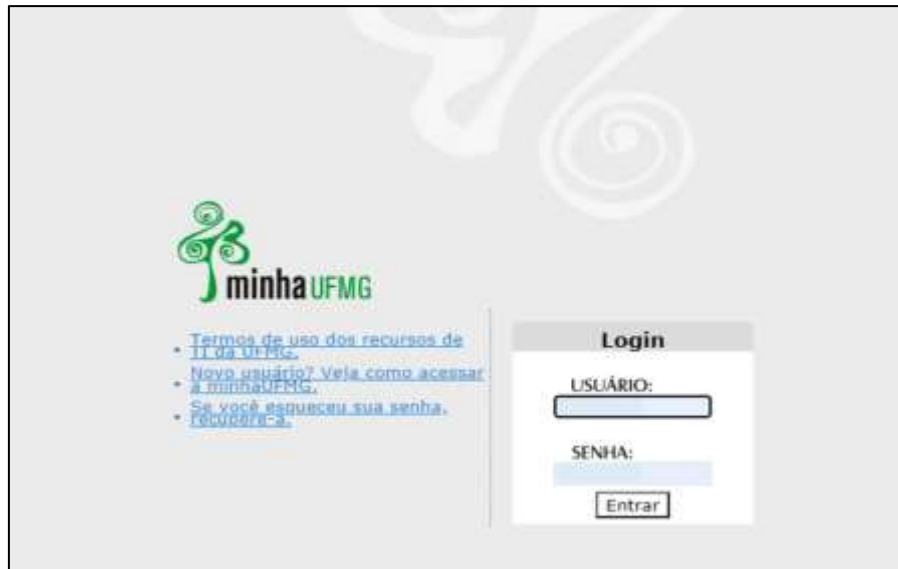 minhaUFMG
Termos de uso dos recursos de
TI da UFMG.
Novo usuário? Veja como acessar
a minhaUFMG.
Se você esqueceu sua senha,
recupere-a.
Login
USUÁRIO:
SENHA:
Entrar